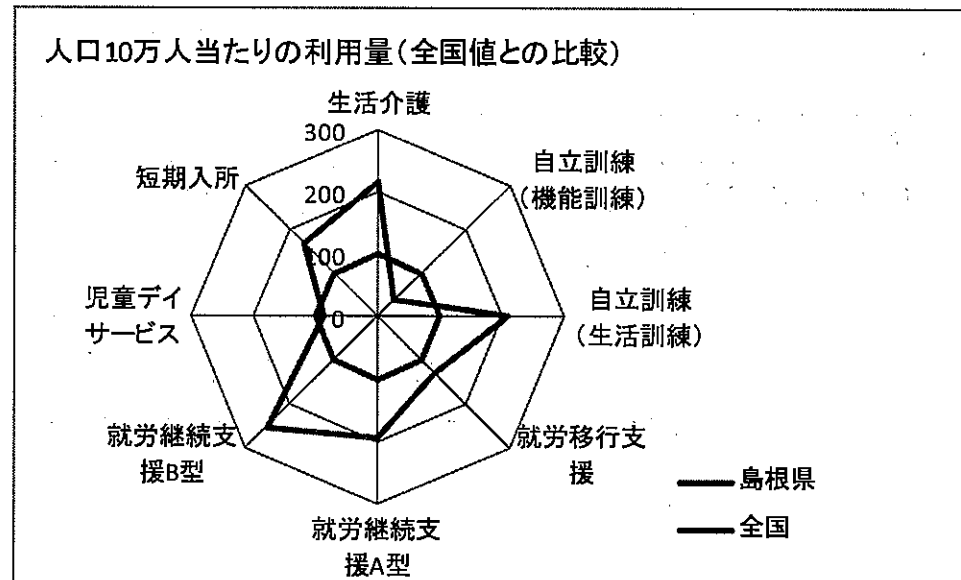 人口10万人当たりの利用量(全国値との比較)
生活介護
300
自立訓練
(機能訓練)
短期入所
200
100
児童デイ
サービス
0
自立訓練
(生活訓練)
就労継続支
援B型
就労移行支
援
就労継続支
援A型
島根県
全国